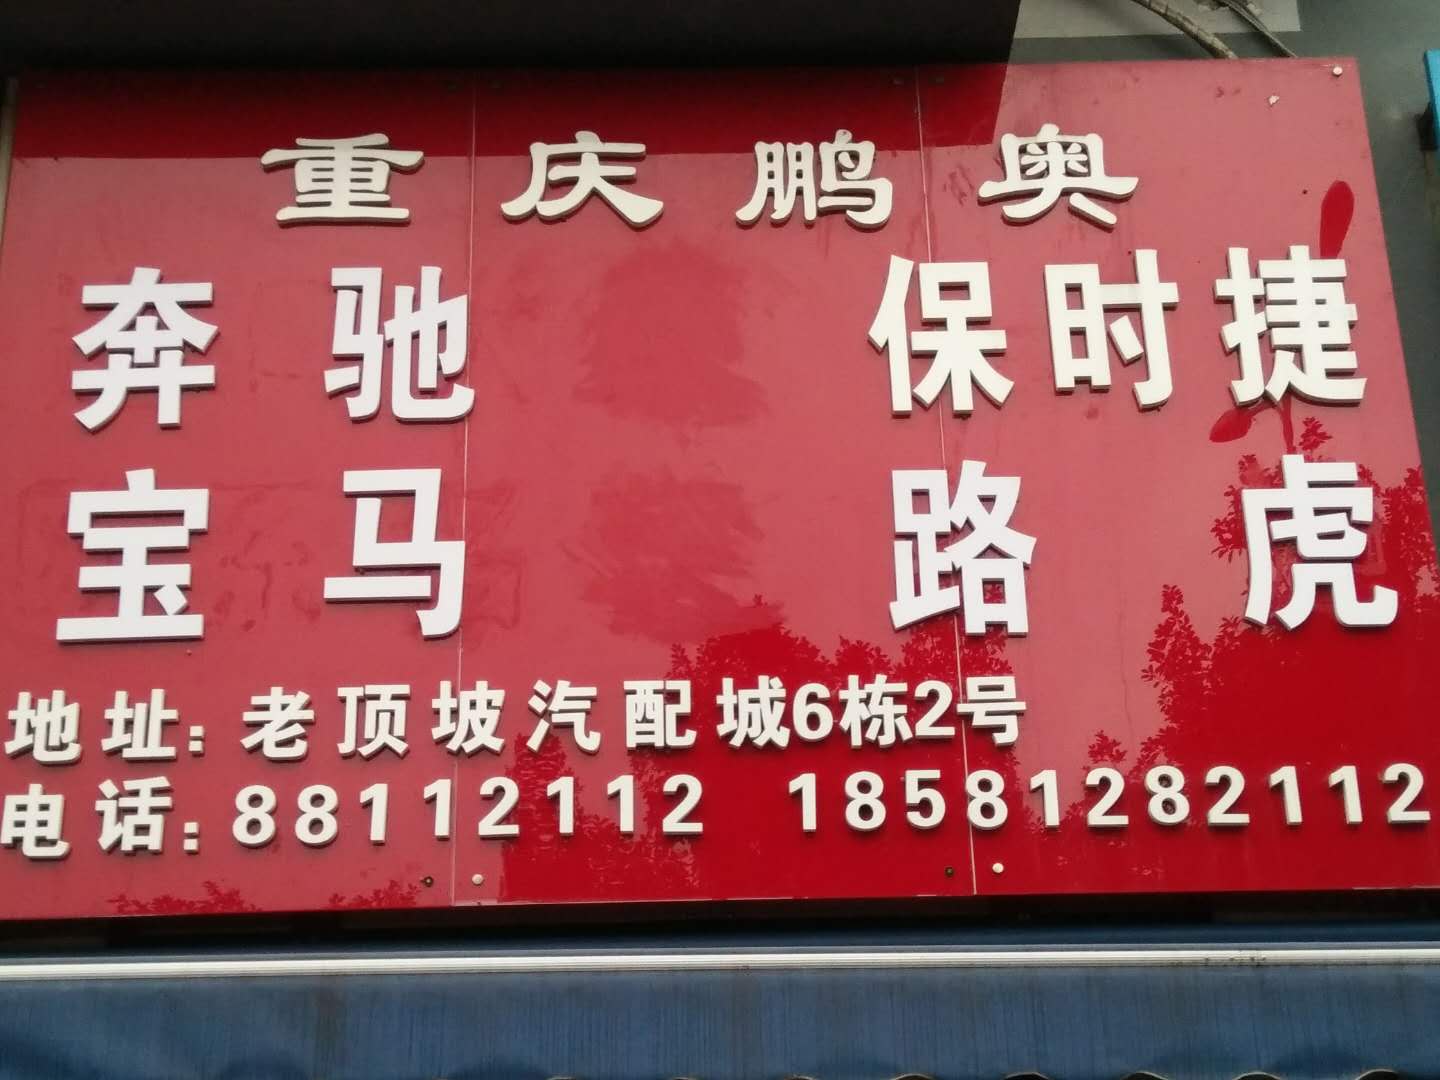 重庆鹏奥
奔驰 保时捷
宝马 路虎
地址:老顶坡汽配城6栋2号
电话:88112112 18581282112